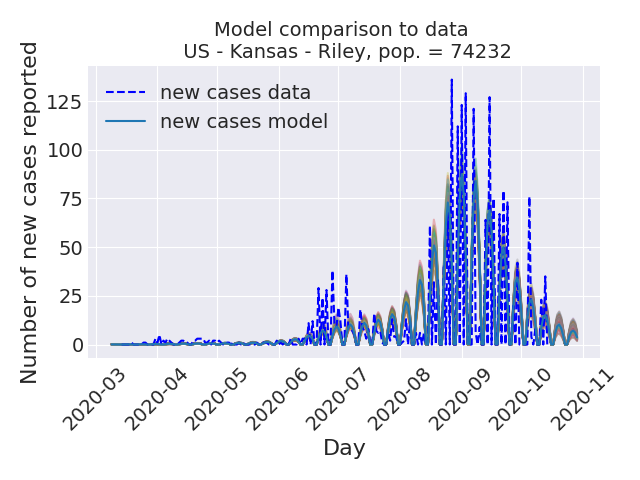 Model comparison to data
US - Kansas - Riley, pop. = 74232
Number of new cases reported
125
100
75
50
25
0
new cases data
new cases model
2020-03
2020-04
2020-05
2020-06
2020-07
2020-08
2020-09
2020-10
2020-11
Day